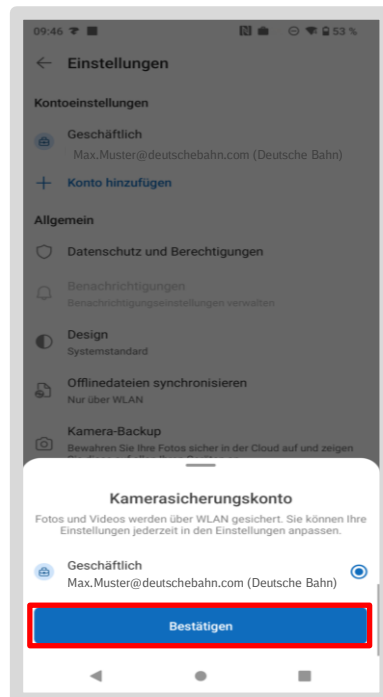 09:46 53 %
Einstellungen
Kontoeinstellungen
Geschäftlich
Max.Muster@deutschebahn.com (Deutsche Bahn)
Konto hinzufügen
Allgemein
Datenschutz und Berechtigungen
Benachrichtigungen
Benachrichtigungseinstellungen verwalten
Design
Systemstandard
Offlinedateien synchronisieren
Nur über WLAN
Kamera-Backup
Bewahren Sie Ihre Fotos sicher in der Cloud auf und zeigen
Kamerasicherungskonto
Fotos und Videos werden über WLAN gesichert. Sie können Ihre
Einstellungen jederzeit in den Einstellungen anpassen.
Geschäftlich
Max.Muster@deutschebahn.com (Deutsche Bahn)
Bestätigen